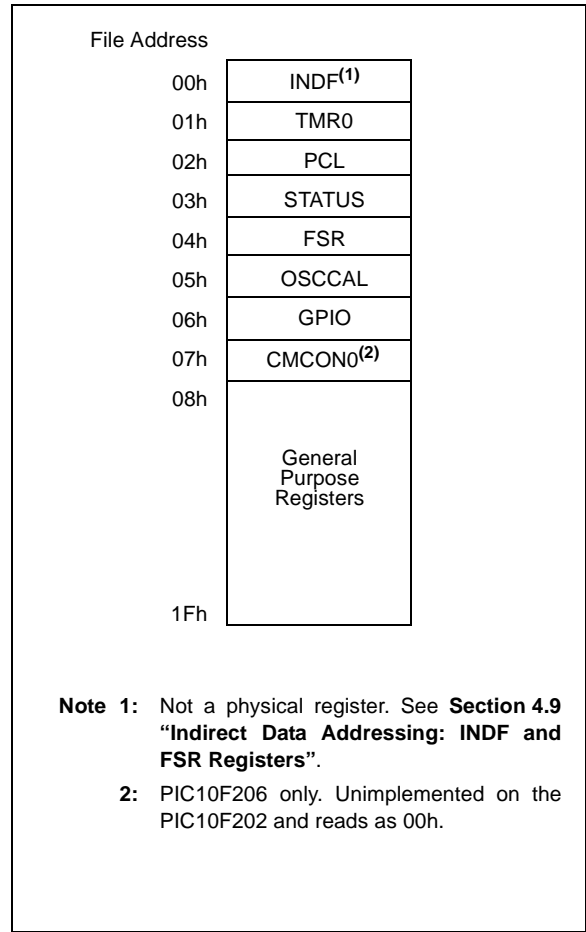 File Address
00h INDF(1)
01h TMR0
02h PCL
03h STATUS
04h FSR
05h OSCCAL
06h GPIO
07h CMCON0(2)
08h
General
Purpose
Registers
1Fh
Note 1: Not a physical register. See Section 4.9
“Indirect Data Addressing: INDF and
FSR Registers”.
2: PIC10F206 only. Unimplemented on the
PIC10F202 and reads as 00h.